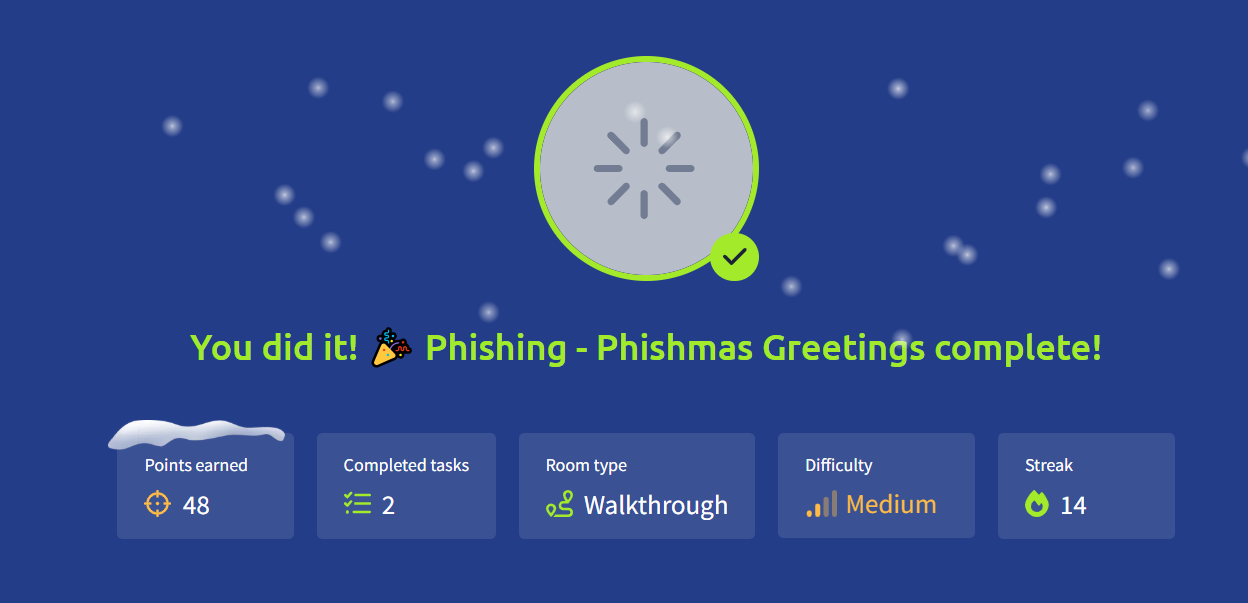 You did it! 🎉 Phishing - Phishmas Greetings complete!
Points earned
48
Completed tasks
2
Room type
Walkthrough
Difficulty
Medium
Streak
14